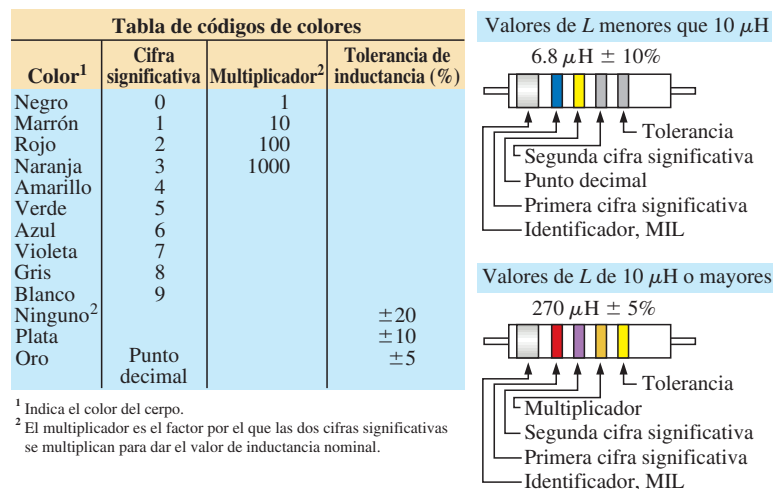 Tabla de códigos de colores
Color¹ Cifra significativa Multiplicador² Tolerancia de inductancia (%)
Negro 0 1
Marrón 1 10
Rojo 2 100
Naranja 3 1000
Amarillo 4
Verde 5
Azul 6
Violeta 7
Gris 8
Blanco 9
Ninguno² ±20
Plata ±10
Oro Punto decimal ±5
¹ Indica el color del cerpo.
² El multiplicador es el factor por el que las dos cifras significativas
se multiplican para dar el valor de inductancia nominal.
Valores de L menores que 10 μH
6.8 μH ± 10%
Tolerancia
Segunda cifra significativa
Punto decimal
Primera cifra significativa
Identificador, MIL
Valores de L de 10 μH o mayores
270 μH ± 5%
Tolerancia
Multiplicador
Segunda cifra significativa
Primera cifra significativa
Identificador, MIL